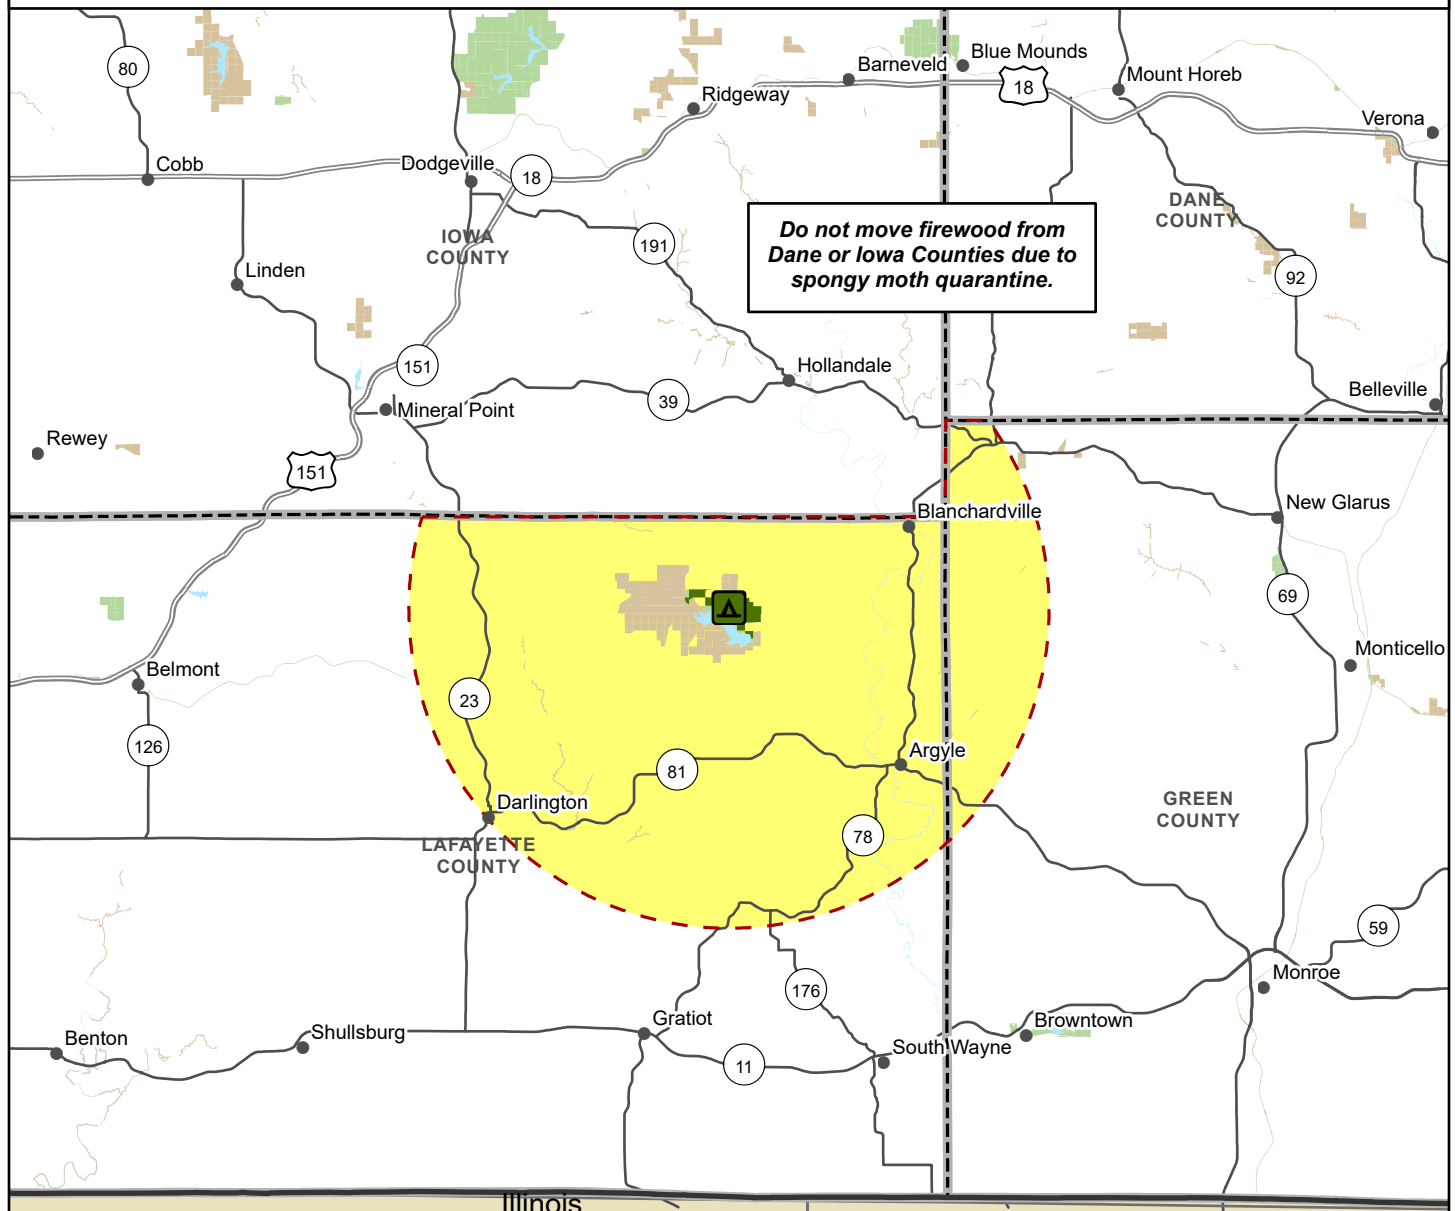 80
Blue Mounds
Barneveld
18
Mount Horeb
Ridgeway
Verona
Cobb
Dodgeville
18
DANE
COUNTY
IOWA
COUNTY
191
Do not move firewood from
Dane or Iowa Counties due to
spongy moth quarantine.
92
Linden
151
Hollandale
39
Belleville
Mineral Point
Rewey
151
Blanchardville
New Glarus
69
Monticello
Belmont
23
126
Argyle
81
Darlington
GREEN
COUNTY
78
LAFAYETTE
COUNTY
59
Monroe
176
Gratiot
Browntown
Shullsburg
Benton
South Wayne
11
Illinois